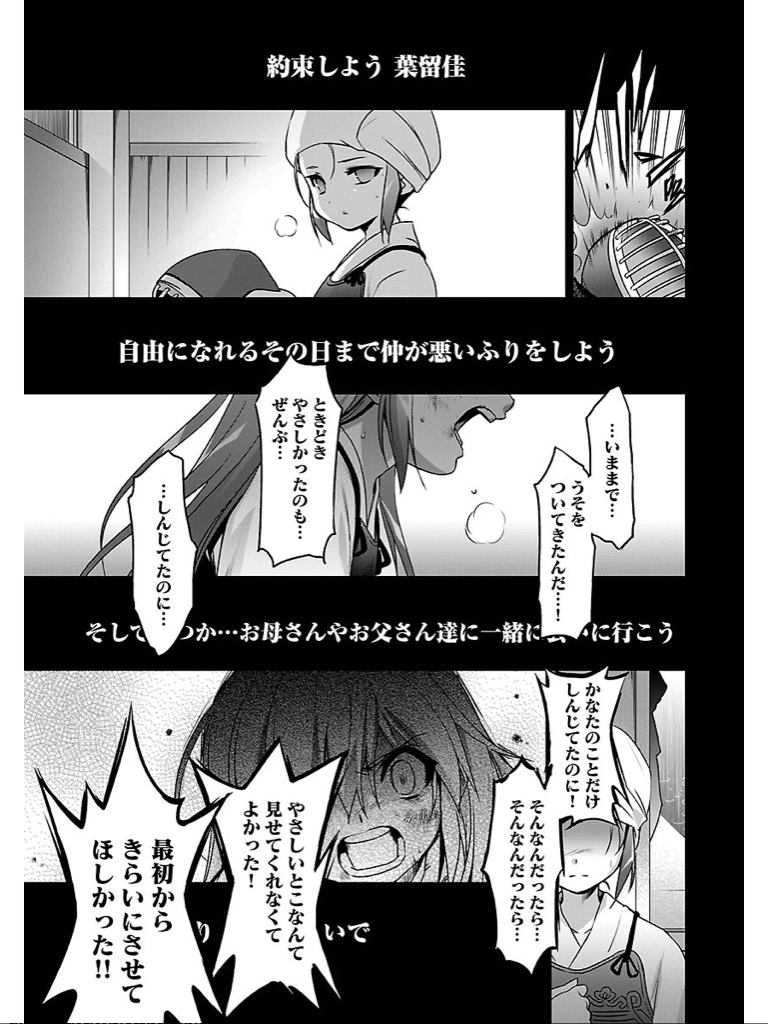 約束しよう 葉留佳
自由になれるその日まで仲が悪いふりをしよう
…いままで…
うそを
ついてきたんだ…！
ときどき
やさしかったのも…
ぜんぶ…
…しんじてたのに…
そして つか…お母さんやお父さん達に一緒に に行こう
かなたのことだけ
しんじてたのに！
そんなんだったら…
そんなんだったら…
やさしいとこなんて
見せてくれなくて
よかった！
最初から
きらいにさせて
ほしかった!!
り いで